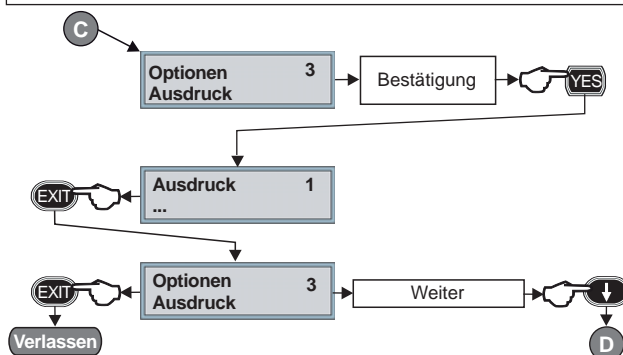 C
Optionen 3
Ausdruck
Bestätigung
YES
EXIT
Ausdruck 1
...
EXIT
Optionen 3
Ausdruck
Weiter
Verlassen
D